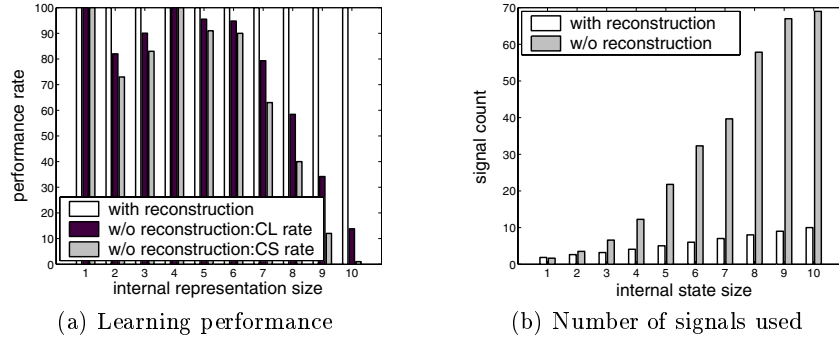 100
90
80
70
60
50
40
30
20
10
0
performance rate
with reconstruction
w/o reconstruction:CL rate
w/o reconstruction:CS rate
1 2 3 4 5 6 7 8 9 10
internal representation size
(a) Learning performance
70
60
50
40
30
20
10
0
signal count
with reconstruction
w/o reconstruction
1 2 3 4 5 6 7 8 9 10
internal state size
(b) Number of signals used